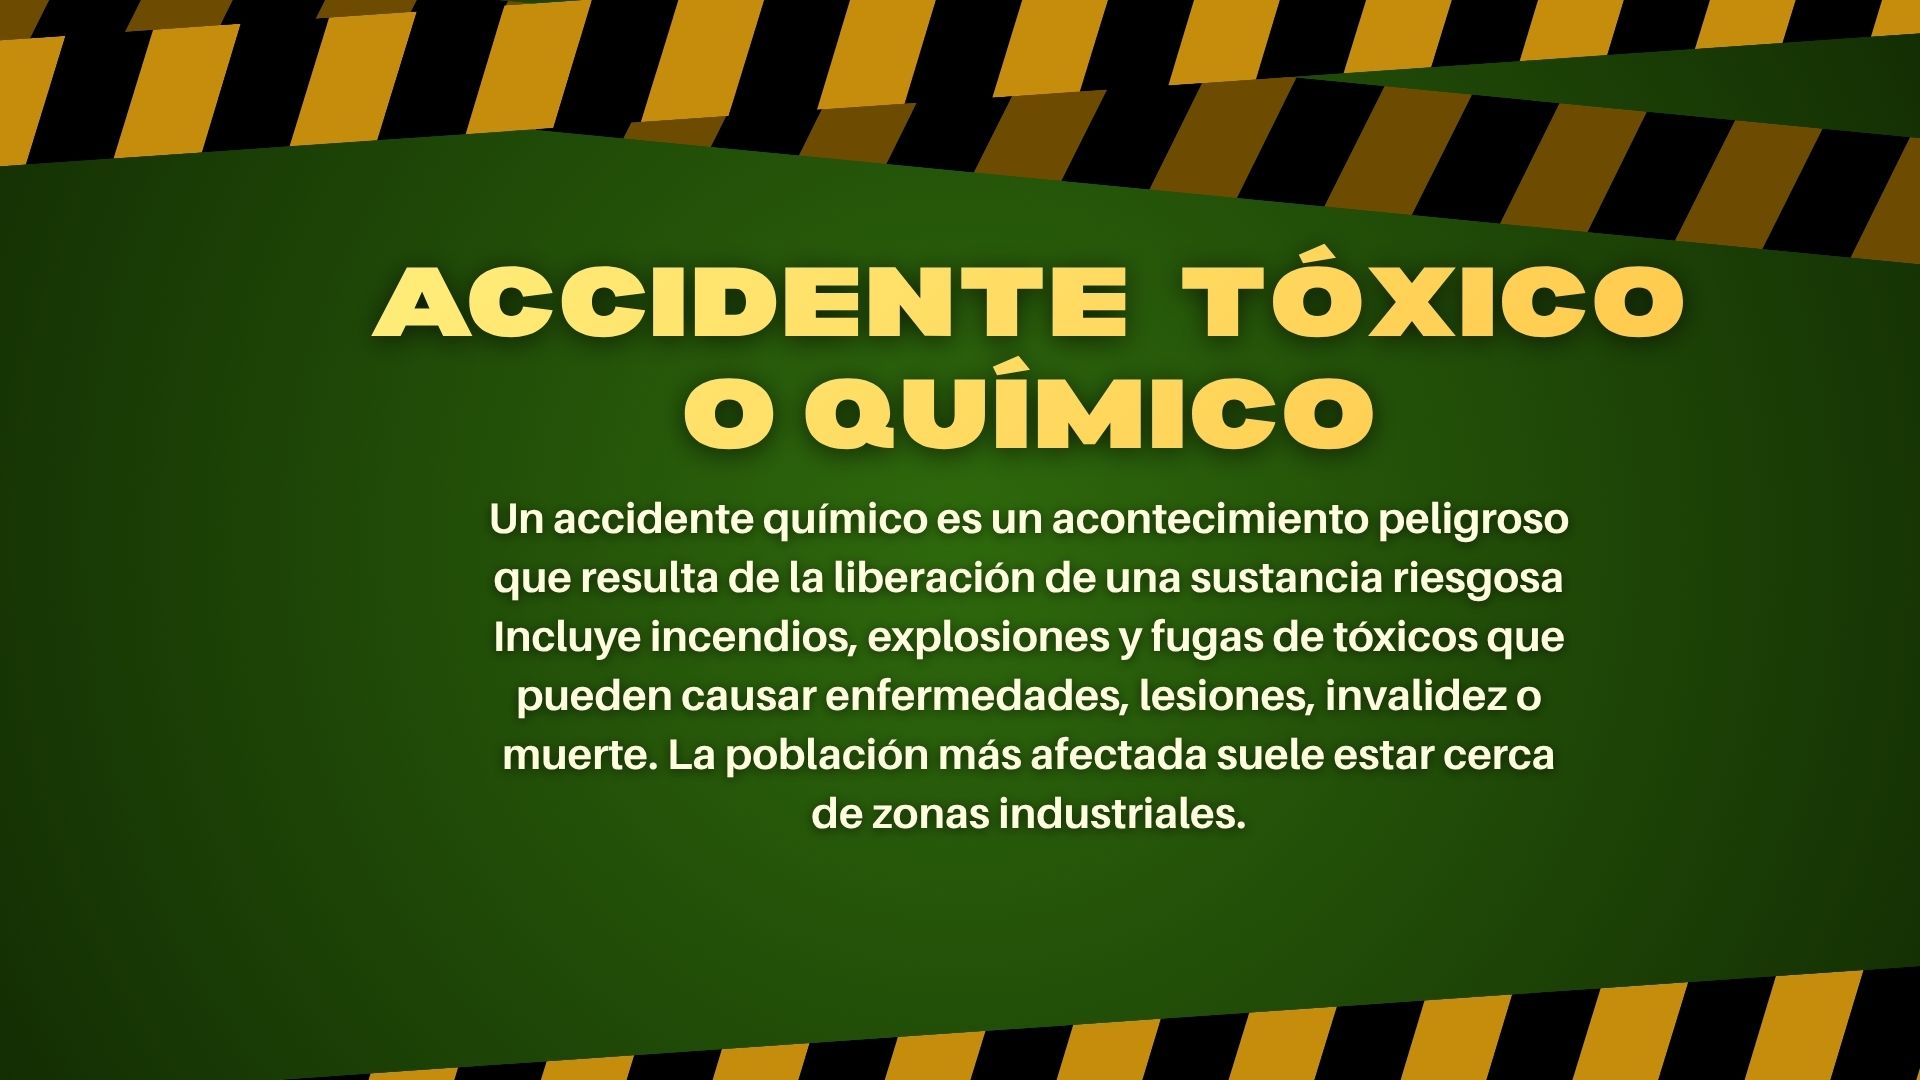 ACCIDENTE TÓXICO
O QUÍMICO
Un accidente químico es un acontecimiento peligroso
que resulta de la liberación de una sustancia riesgosa
Incluye incendios, explosiones y fugas de tóxicos que
pueden causar enfermedades, lesiones, invalidez o
muerte. La población más afectada suele estar cerca
de zonas industriales.